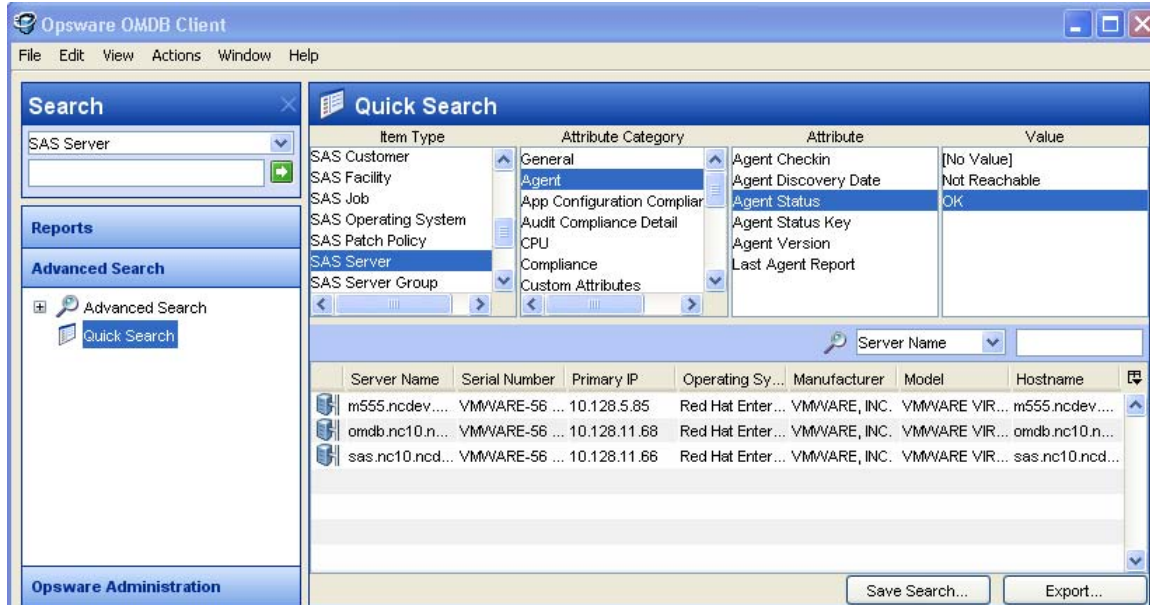 Opsware OMDB Client
File Edit View Actions Window Help
Search
SAS Server
Reports
Advanced Search
Advanced Search
Quick Search
Opsware Administration
Quick Search
Item Type
SAS Customer
SAS Facility
SAS Job
SAS Operating System
SAS Patch Policy
SAS Server
SAS Server Group
Attribute Category
General
Agent
App Configuration Complian
Audit Compliance Detail
CPU
Compliance
Custom Attributes
Attribute
Agent Checkin
Agent Discovery Date
Agent Status
Agent Status Key
Agent Version
Last Agent Report
Value
[No Value]
Not Reachable
OK
Server Name
Server Name Serial Number Primary IP Operating Sy... Manufacturer Model Hostname
m555.ncdev.... VMWARE-56 ... 10.128.5.85 Red Hat Enter... VMWARE, INC. VMWARE VIR... m555.ncdev....
omdb.nc10.n... VMWARE-56 ... 10.128.11.68 Red Hat Enter... VMWARE, INC. VMWARE VIR... omdb.nc10.n...
sas.nc10.ncd... VMWARE-56 ... 10.128.11.66 Red Hat Enter... VMWARE, INC. VMWARE VIR... sas.nc10.ncd...
Save Search... Export...